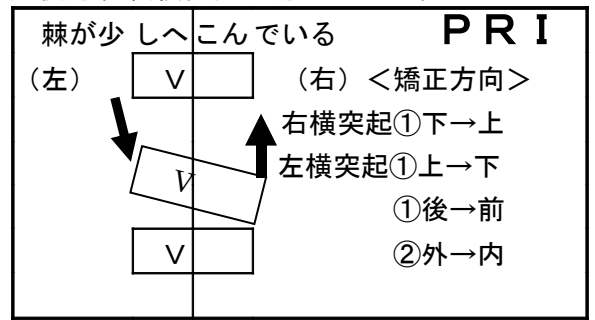 棘が少しへこんでいる PRI
(左) V (右)<矯正方向>
右横突起①下→上
左横突起①上→下
V
①後→前
V ②外→内